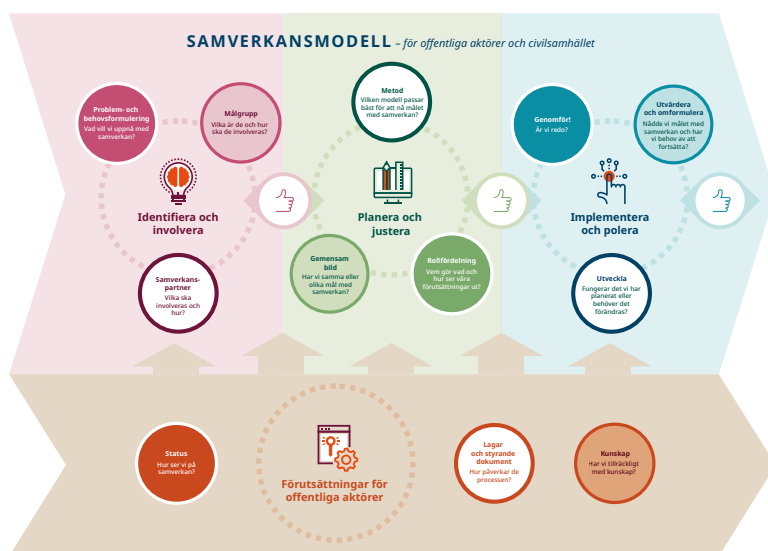 SAMVERKANSMODELL – för offentliga aktörer och civilsamhället
Problem- och
behovsformulering
Vad vill vi uppnå med
samverkan?
Målgrupp
Vilka är de och hur
ska de involveras?
Identifiera och
involvera
Samverkans-
partner
Vilka ska
involveras och
hur?
Metod
Vilken modell passar
bäst för att nå målet
med samverkan?
Planera och
justera
Gemensam
bild
Har vi samma eller
olika mål med
samverkan?
Rollfördelning
Vem gör vad och
hur ser våra
förutsättningar ut?
Genomför!
Är vi redo?
Utvärdera
och omformulera
Nådde vi målet med
samverkan och har
vi behov av att
fortsätta?
Implementera
och polera
Utveckla
Fungerar det vi har
planerat eller
behöver det
förändras?
Status
Hur ser vi på
samverkan?
Förutsättningar för
offentliga aktörer
Lagar
och styrande
dokument
Hur påverkar de
processen?
Kunskap
Har vi tillräckligt
med kunskap?